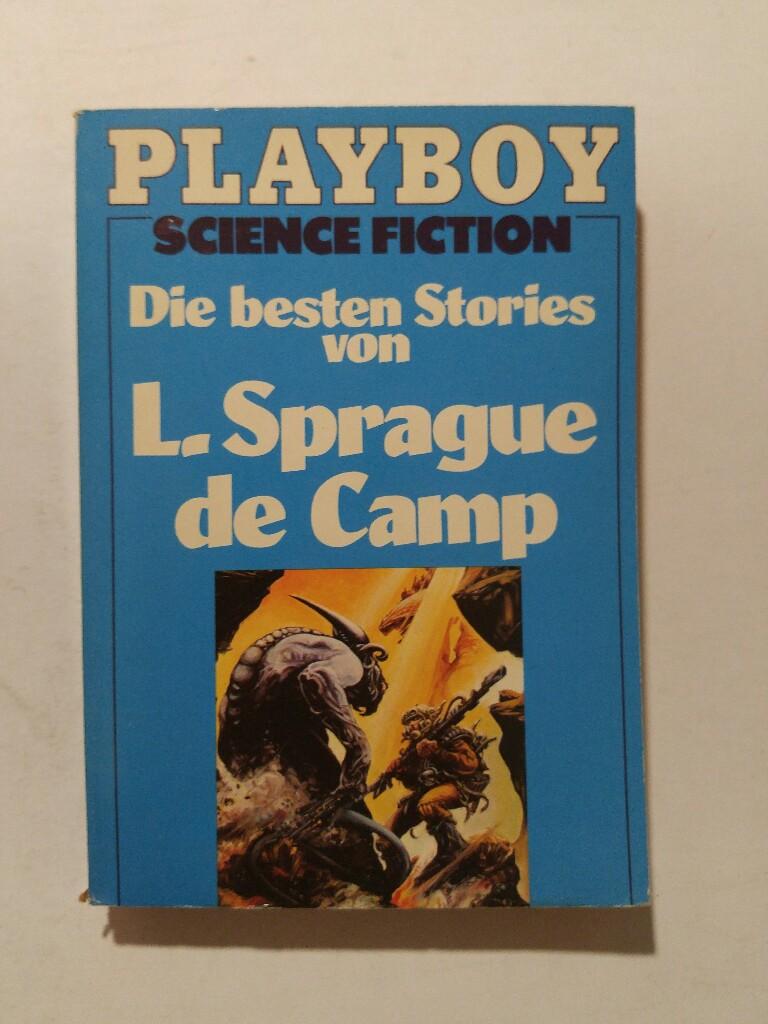 PLAYBOY
SCIENCE FICTION
Die besten Stories
von
L. Sprague
de Camp